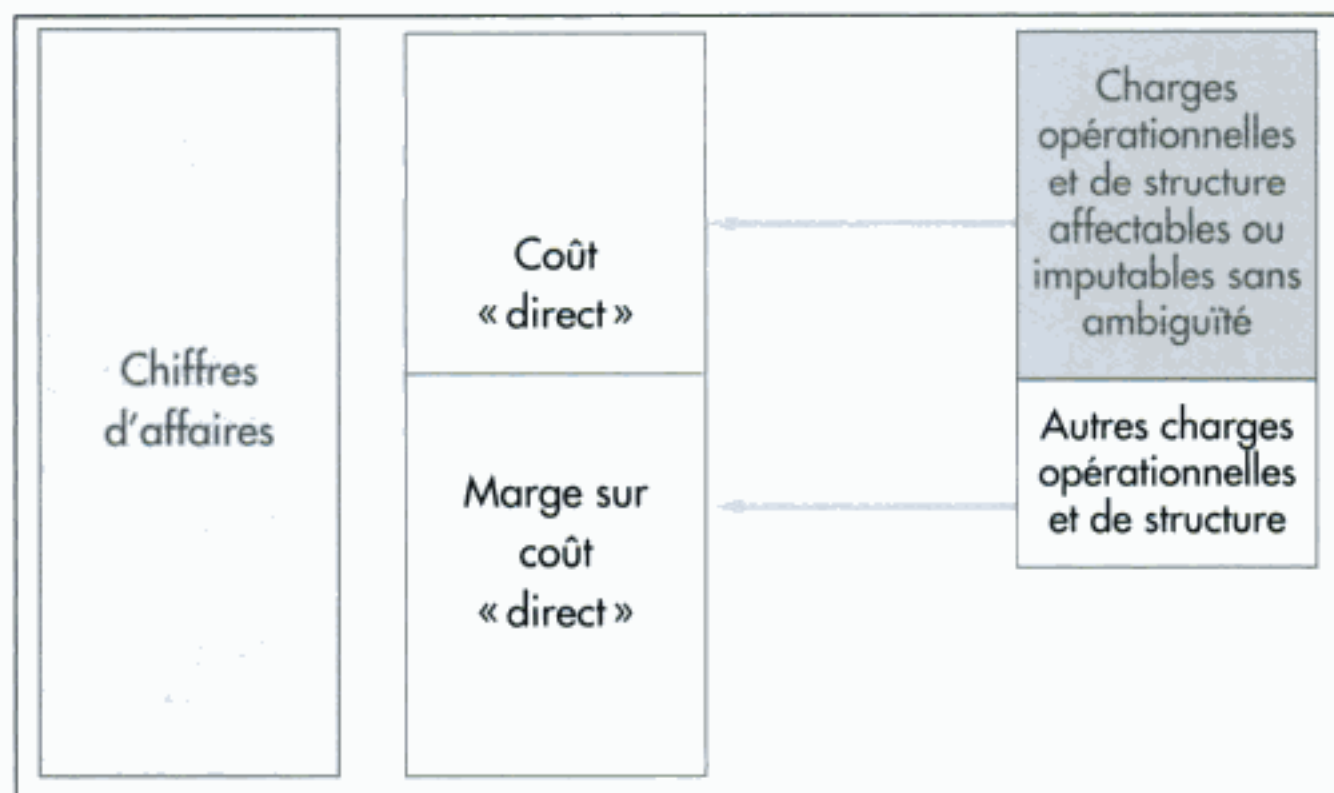 Chiffres
d'affaires
Coût
« direct »
Marge sur
coût
« direct »
Charges
opérationnelles
et de structure
affectables ou
imputables sans
ambiguïté
Autres charges
opérationnelles
et de structure